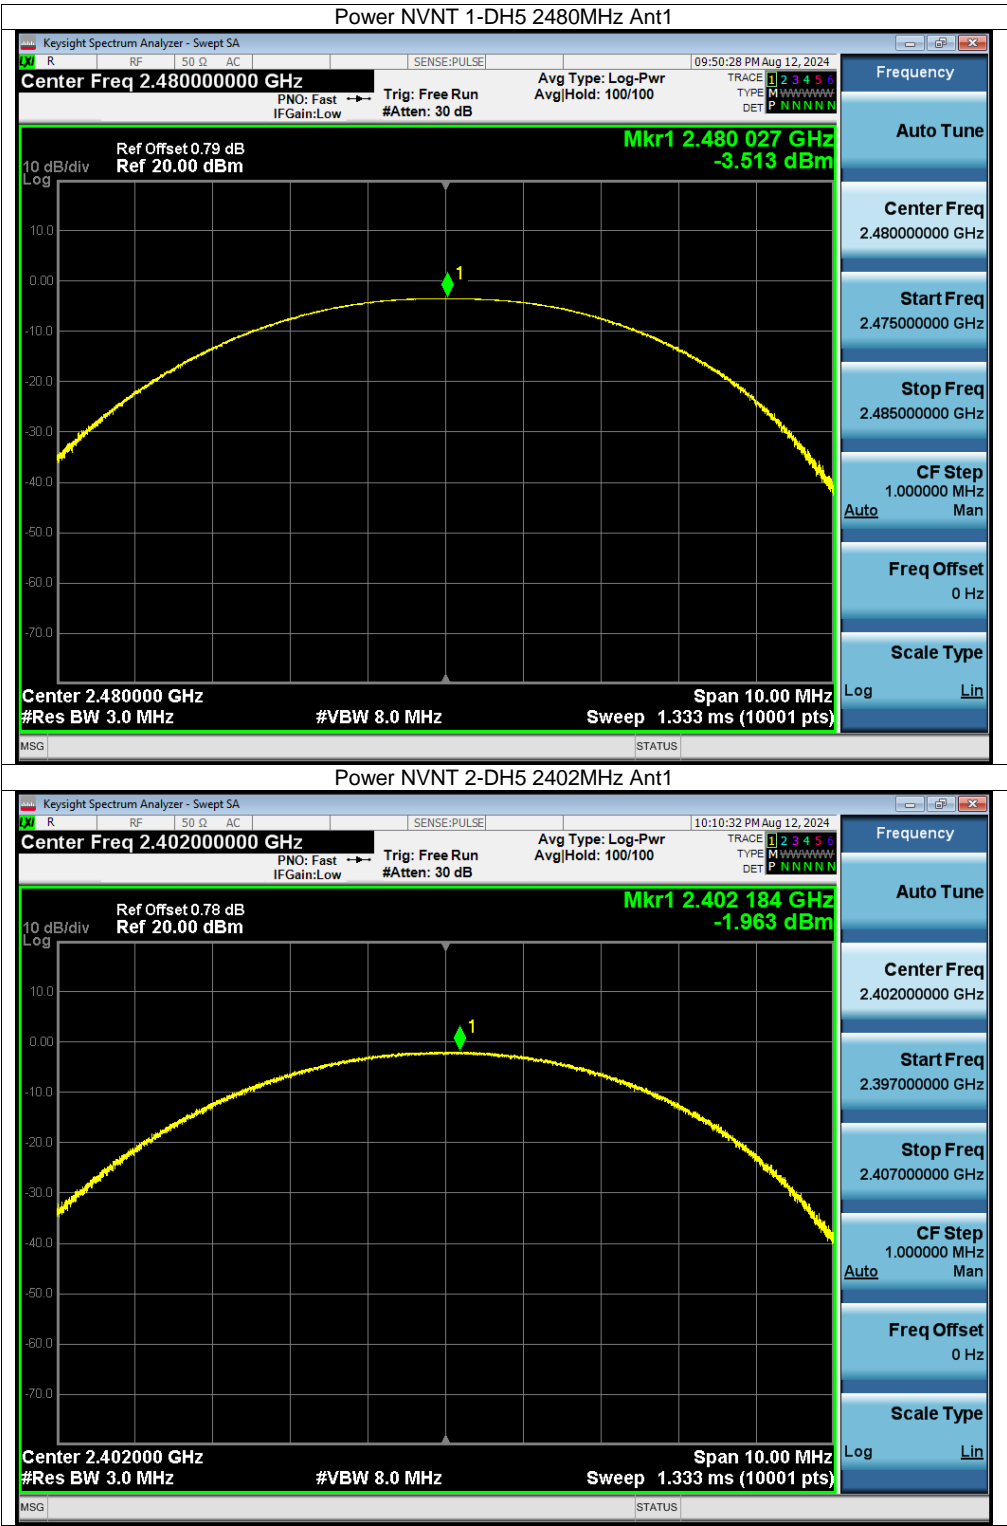 Power NVNT 1-DH5 2480MHz Ant1
Keysight Spectrum Analyzer - Swept SA
LXI R RF 50 Ω AC SENSE:PULSE 09:50:28 PM Aug 12, 2024
Center Freq 2.480000000 GHz
PNO: Fast
IFGain:Low
Trig: Free Run
#Atten: 30 dB
Avg Type: Log-Pwr
Avg|Hold: 100/100
TRACE 1 2 3 4 5 6
TYPE M WWWWW
DET P N N N N N
Ref Offset 0.79 dB
10 dB/div Ref 20.00 dBm
Log
Mkr1 2.480 027 GHz
-3.513 dBm
10.0
0.00
-10.0
-20.0
-30.0
-40.0
-50.0
-60.0
-70.0
1
Center 2.480000 GHz Span 10.00 MHz
#Res BW 3.0 MHz #VBW 8.0 MHz Sweep 1.333 ms (10001 pts)
MSG STATUS
Frequency
Auto Tune
Center Freq
2.480000000 GHz
Start Freq
2.475000000 GHz
Stop Freq
2.485000000 GHz
CF Step
1.000000 MHz
Auto Man
Freq Offset
0 Hz
Scale Type
Log Lin
Power NVNT 2-DH5 2402MHz Ant1
Keysight Spectrum Analyzer - Swept SA
LXI R RF 50 Ω AC SENSE:PULSE 10:10:32 PM Aug 12, 2024
Center Freq 2.402000000 GHz
PNO: Fast
IFGain:Low
Trig: Free Run
#Atten: 30 dB
Avg Type: Log-Pwr
Avg|Hold: 100/100
TRACE 1 2 3 4 5 6
TYPE M WWWWW
DET P N N N N N
Ref Offset 0.78 dB
10 dB/div Ref 20.00 dBm
Log
Mkr1 2.402 184 GHz
-1.963 dBm
10.0
0.00
-10.0
-20.0
-30.0
-40.0
-50.0
-60.0
-70.0
1
Center 2.402000 GHz Span 10.00 MHz
#Res BW 3.0 MHz #VBW 8.0 MHz Sweep 1.333 ms (10001 pts)
MSG STATUS
Frequency
Auto Tune
Center Freq
2.402000000 GHz
Start Freq
2.397000000 GHz
Stop Freq
2.407000000 GHz
CF Step
1.000000 MHz
Auto Man
Freq Offset
0 Hz
Scale Type
Log Lin